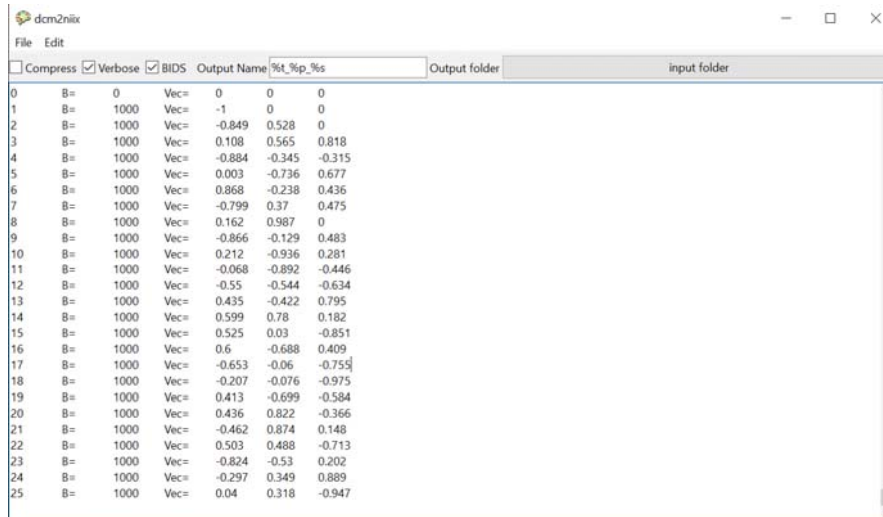 dcm2niix
File Edit
Compress Verbose BIDS Output Name %t_%p_%s Output folder input folder
0 B= 0 Vec= 0 0 0
1 B= 1000 Vec= -1 0 0
2 B= 1000 Vec= -0.849 0.528 0
3 B= 1000 Vec= 0.108 0.565 0.818
4 B= 1000 Vec= -0.884 -0.345 -0.315
5 B= 1000 Vec= 0.003 -0.736 0.677
6 B= 1000 Vec= 0.868 -0.238 0.436
7 B= 1000 Vec= -0.799 0.37 0.475
8 B= 1000 Vec= 0.162 0.987 0
9 B= 1000 Vec= -0.866 -0.129 0.483
10 B= 1000 Vec= 0.212 -0.936 0.281
11 B= 1000 Vec= -0.068 -0.892 -0.446
12 B= 1000 Vec= -0.55 -0.544 -0.634
13 B= 1000 Vec= 0.435 -0.422 0.795
14 B= 1000 Vec= 0.599 0.78 0.182
15 B= 1000 Vec= 0.525 0.03 -0.851
16 B= 1000 Vec= 0.6 -0.688 0.409
17 B= 1000 Vec= -0.653 -0.06 -0.755
18 B= 1000 Vec= -0.207 -0.076 -0.975
19 B= 1000 Vec= 0.413 -0.699 -0.584
20 B= 1000 Vec= 0.436 0.822 -0.366
21 B= 1000 Vec= -0.462 0.874 0.148
22 B= 1000 Vec= 0.503 0.488 -0.713
23 B= 1000 Vec= -0.824 -0.53 0.202
24 B= 1000 Vec= -0.297 0.349 0.889
25 B= 1000 Vec= 0.04 0.318 -0.947